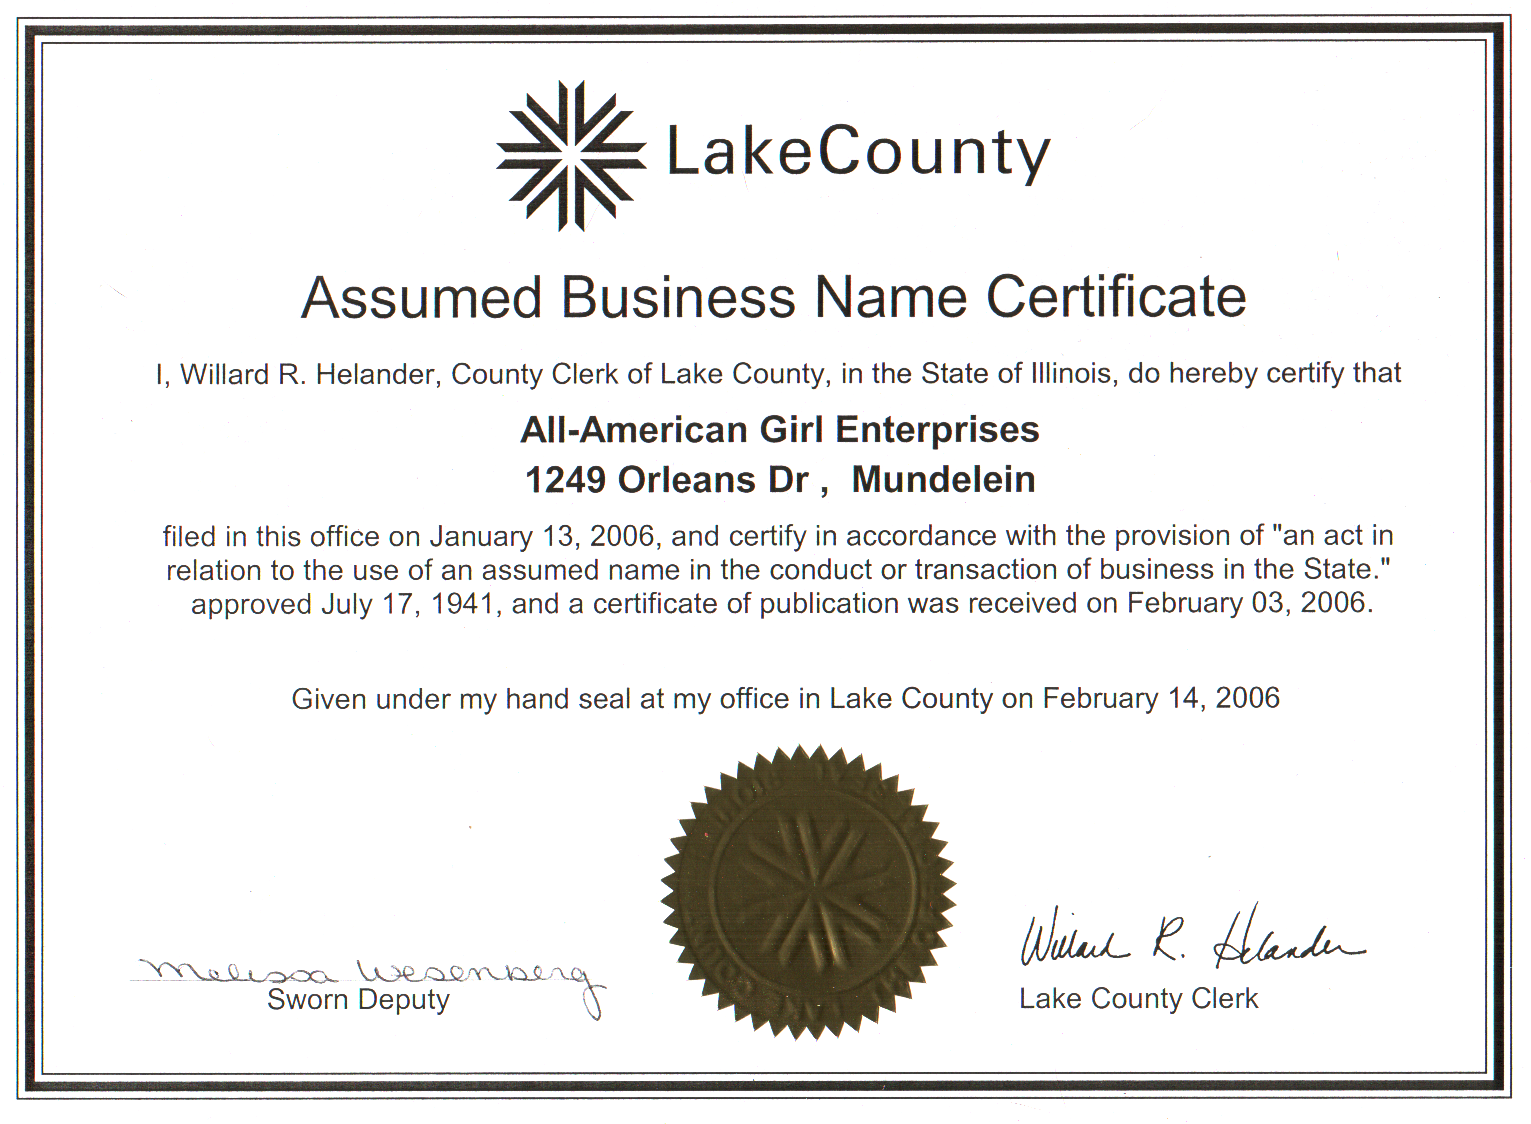 LakeCounty
Assumed Business Name Certificate
I, Willard R. Helander, County Clerk of Lake County, in the State of Illinois, do hereby certify that
All-American Girl Enterprises
1249 Orleans Dr ,  Mundelein
filed in this office on January 13, 2006, and certify in accordance with the provision of "an act in
relation to the use of an assumed name in the conduct or transaction of business in the State."
approved July 17, 1941, and a certificate of publication was received on February 03, 2006.
Given under my hand seal at my office in Lake County on February 14, 2006
Melissa Wesenberg
Sworn Deputy
Willard R. Helander
Lake County Clerk